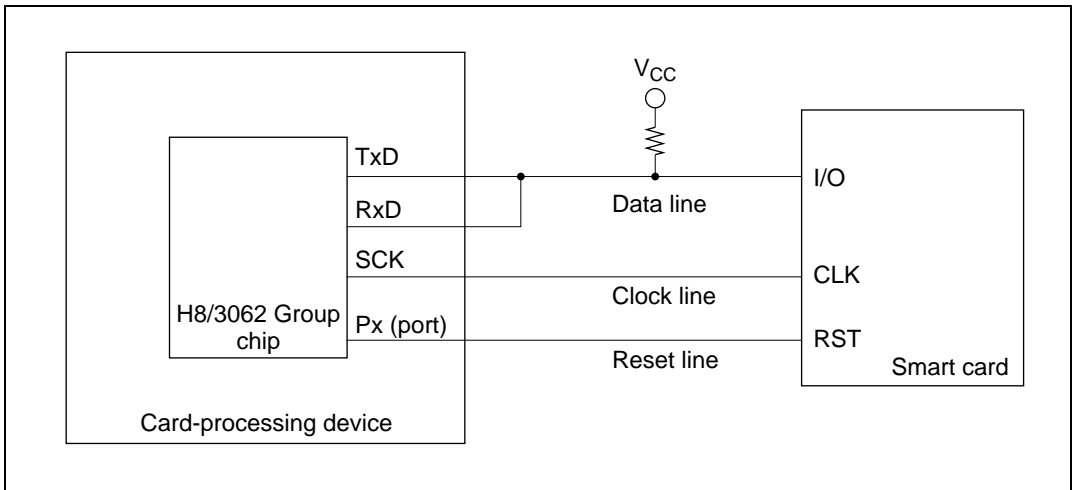 V_CC
TxD
I/O
RxD
Data line
SCK
CLK
Clock line
H8/3062 Group
chip
Px (port)
RST
Reset line
Smart card
Card-processing device